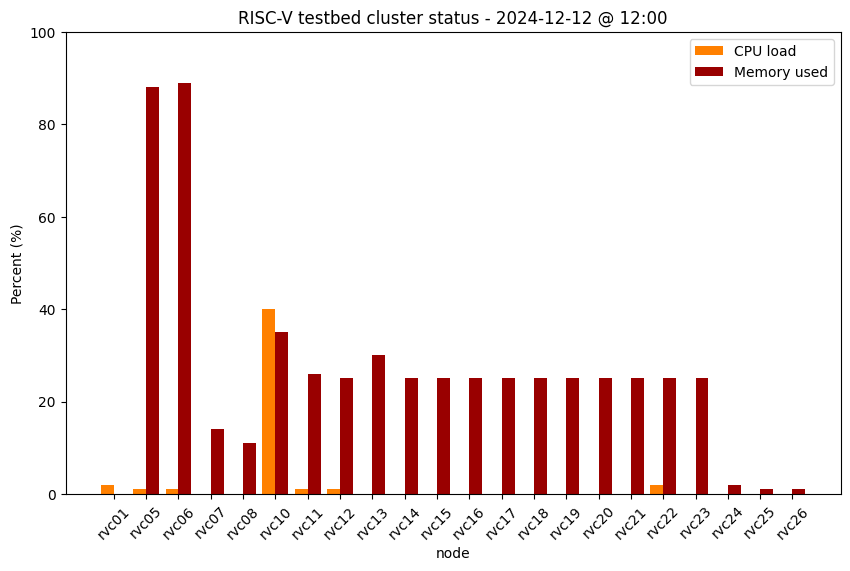 RISC-V testbed cluster status - 2024-12-12 @ 12:00
CPU load
Memory used
Percent (%)
100
80
60
40
20
0
rvc01
rvc05
rvc06
rvc07
rvc08
rvc10
rvc11
rvc12
rvc13
rvc14
rvc15
rvc16
rvc17
rvc18
rvc19
rvc20
rvc21
rvc22
rvc23
rvc24
rvc25
rvc26
node